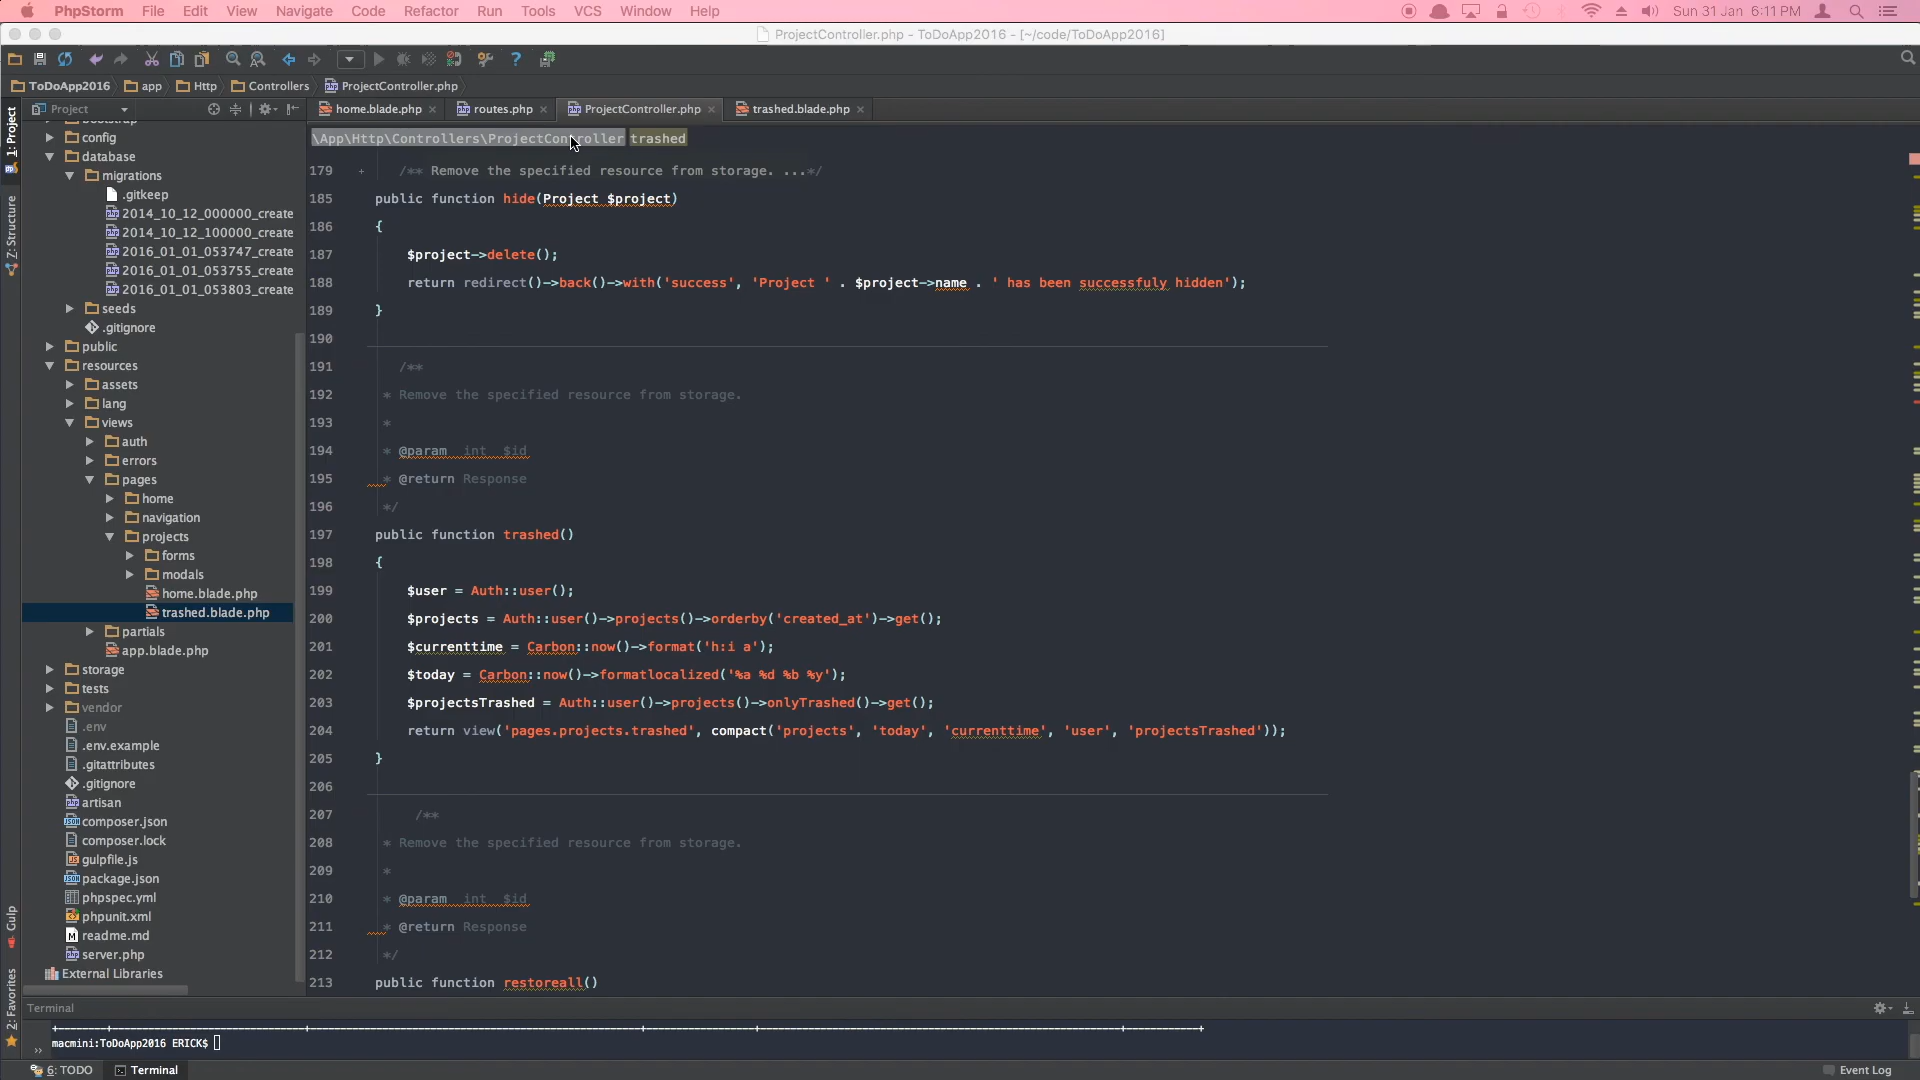 PhpStorm File Edit View Navigate Code Refactor Run Tools VCS Window Help Sun 31 Jan 6:11 PM
ProjectController.php - ToDoApp2016 - [~/code/ToDoApp2016]
ToDoApp2016 app Http Controllers ProjectController.php
Project
home.blade.php routes.php ProjectController.php trashed.blade.php
\App\Http\Controllers\ProjectController trashed
1: Project
Z: Structure
Gulp
2: Favorites
config
database
migrations
.gitkeep
2014_10_12_000000_create
2014_10_12_100000_create
2016_01_01_053747_create
2016_01_01_053755_create
2016_01_01_053803_create
seeds
.gitignore
public
resources
assets
lang
views
auth
errors
pages
home
navigation
projects
forms
modals
home.blade.php
trashed.blade.php
partials
app.blade.php
storage
tests
vendor
.env
.env.example
.gitattributes
.gitignore
artisan
composer.json
composer.lock
gulpfile.js
package.json
phpspec.yml
phpunit.xml
readme.md
server.php
External Libraries
179 + /** Remove the specified resource from storage. ...*/
185 public function hide(Project $project)
186 {
187 $project->delete();
188 return redirect()->back()->with('success', 'Project ' . $project->name . ' has been successfuly hidden');
189 }
190
191 /**
192 * Remove the specified resource from storage.
193 *
194 * @param int $id
195 * @return Response
196 */
197 public function trashed()
198 {
199 $user = Auth::user();
200 $projects = Auth::user()->projects()->orderby('created_at')->get();
201 $currenttime = Carbon::now()->format('h:i a');
202 $today = Carbon::now()->formatlocalized('%a %d %b %y');
203 $projectsTrashed = Auth::user()->projects()->onlyTrashed()->get();
204 return view('pages.projects.trashed', compact('projects', 'today', 'currenttime', 'user', 'projectsTrashed'));
205 }
206
207 /**
208 * Remove the specified resource from storage.
209 *
210 * @param int $id
211 * @return Response
212 */
213 public function restoreall()
Terminal
macmini:ToDoApp2016 ERICK$
6: TODO Terminal Event Log